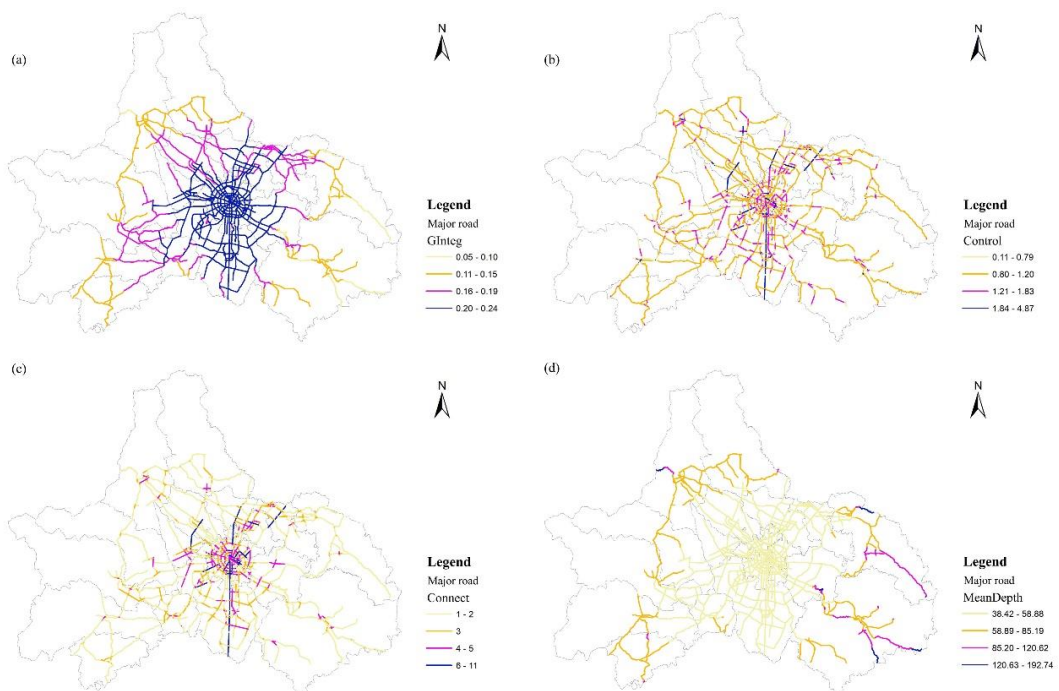 (a)
N
Legend
Major road
GInteg
0.05 - 0.10
0.11 - 0.15
0.16 - 0.19
0.20 - 0.24
(b)
N
Legend
Major road
Control
0.11 - 0.79
0.80 - 1.20
1.21 - 1.83
1.84 - 4.87
(c)
N
Legend
Major road
Connect
1 - 2
3
4 - 5
6 - 11
(d)
N
Legend
Major road
MeanDepth
38.42 - 58.88
58.89 - 85.19
85.20 - 120.62
120.63 - 192.74